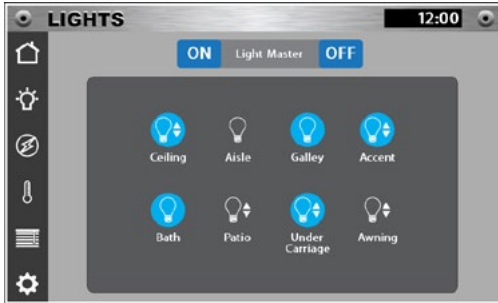 LIGHTS 12:00
ON Light Master OFF
Ceiling Aisle Galley Accent
Bath Patio Under Carriage Awning